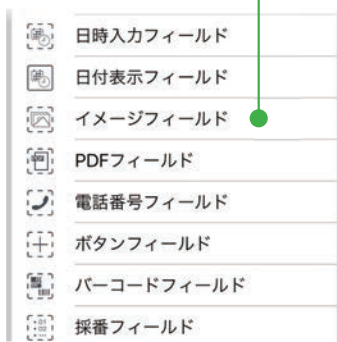 日時入力フィールド
日付表示フィールド
イメージフィールド
PDFフィールド
電話番号フィールド
ボタンフィールド
バーコードフィールド
採番フィールド